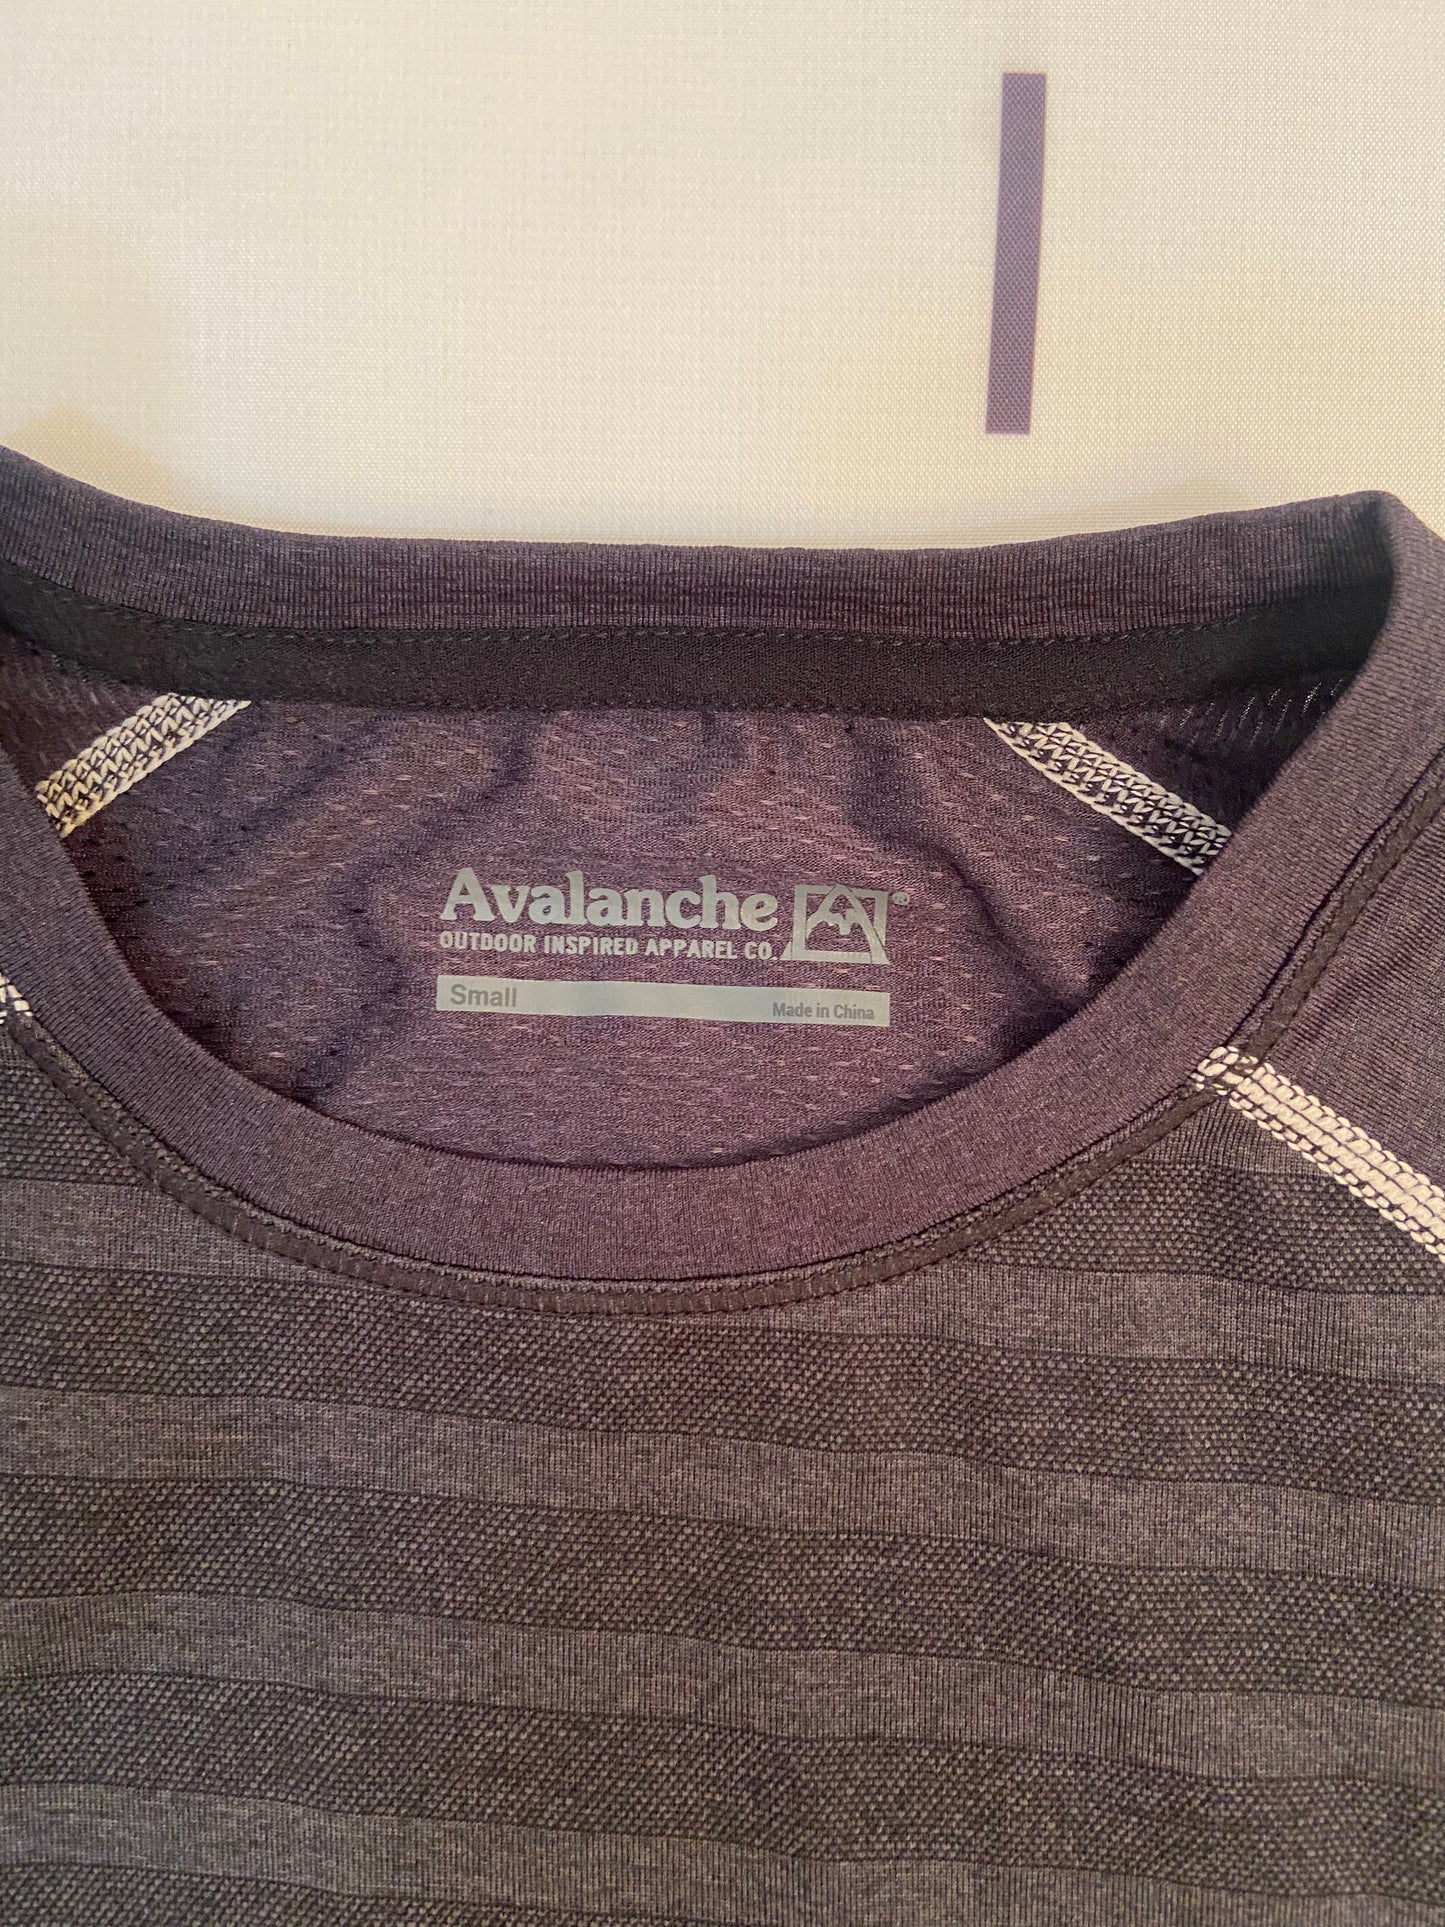 Avalanche®
OUTDOOR INSPIRED APPAREL CO.
Small
Made in China